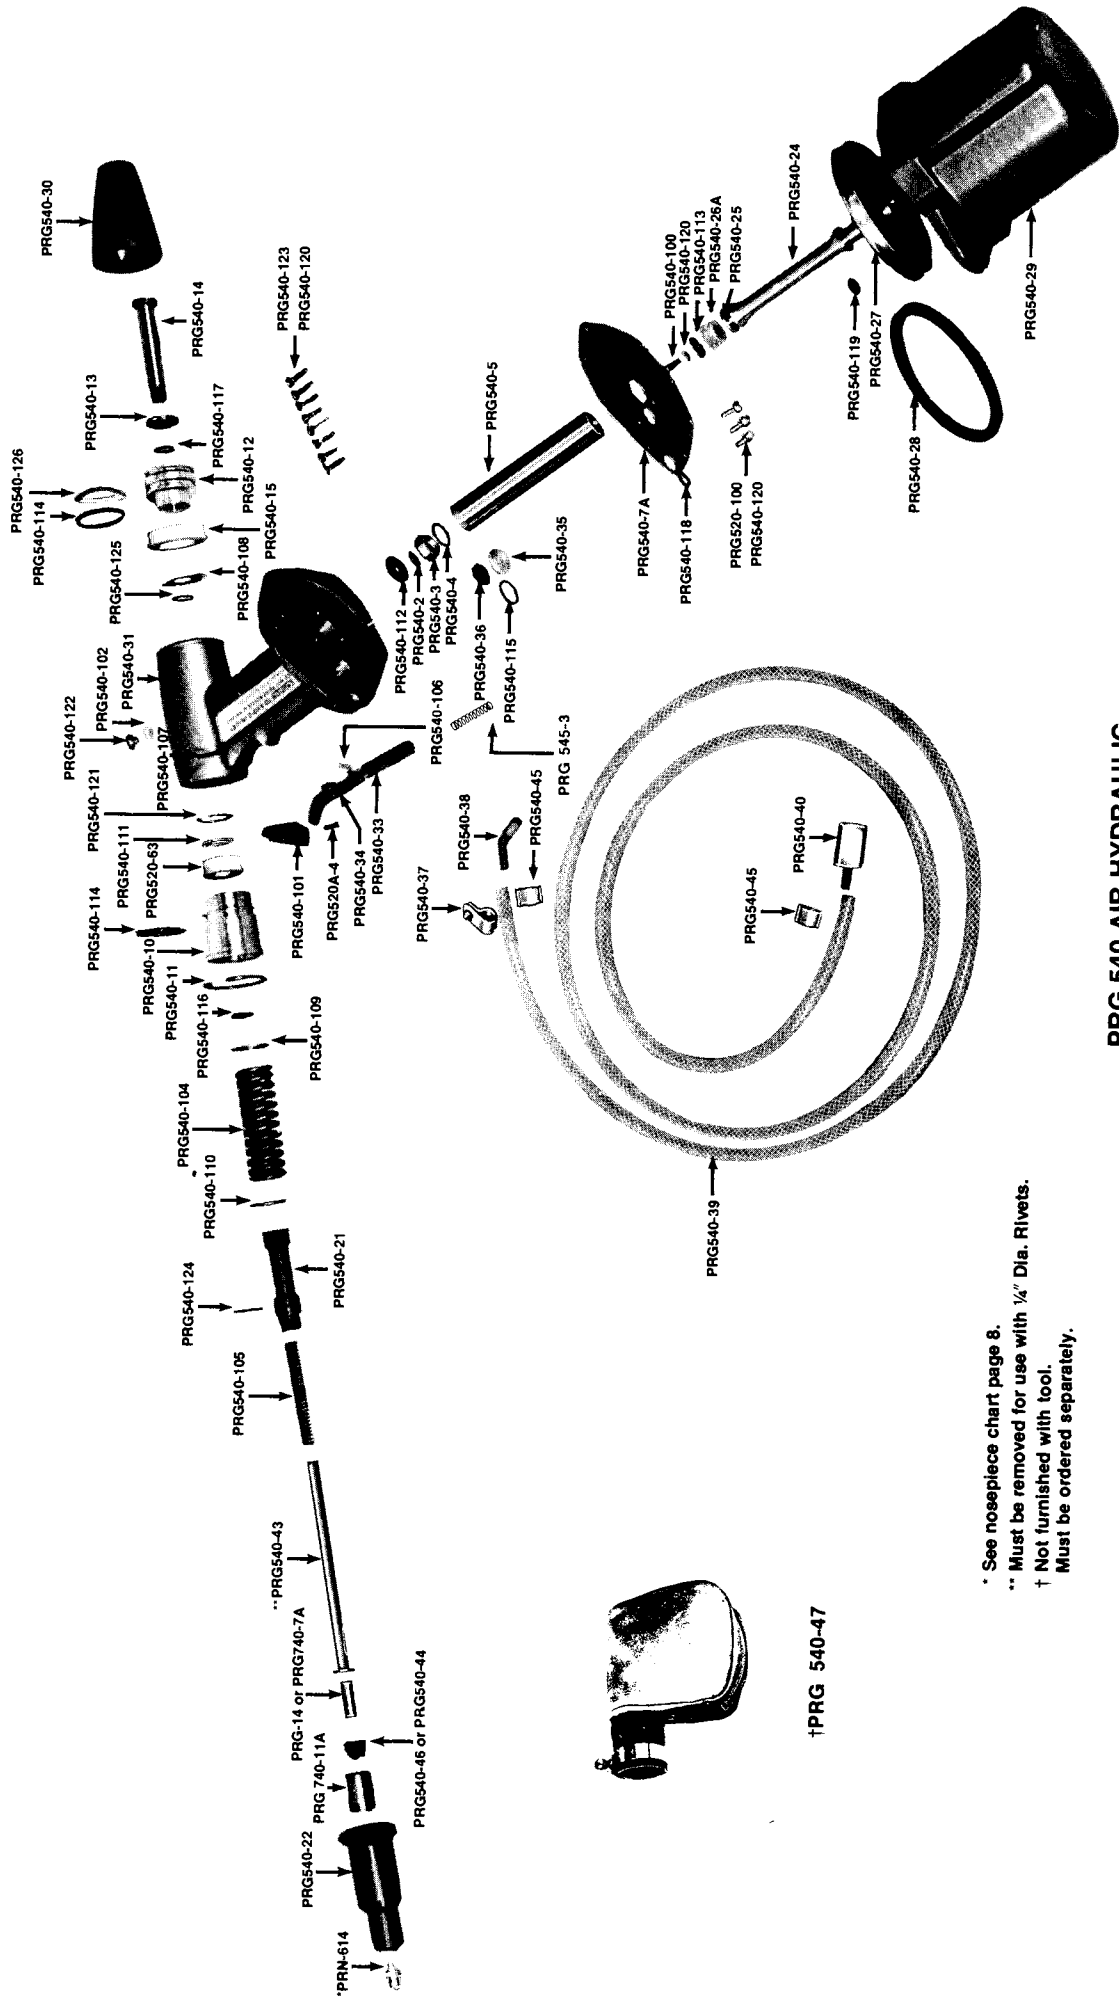 PRG540-30
PRG540-14
PRG540-13
PRG540-117
PRG540-12
PRG540-126
PRG540-114
PRG540-15
PRG540-125
PRG540-108
PRG540-31
PRG540-102
PRG540-122
PRG540-107
PRG540-121
PRG540-111
PRG520-63
PRG540-114
PRG540-10
PRG540-11
PRG540-116
PRG540-109
PRG540-104
PRG540-110
PRG540-21
PRG540-124
PRG540-105
**PRG540-43
PRG-14 or PRG740-7A
PRG 740-11A
PRG540-46 or PRG540-44
PRG540-22
*PRN-614
PRG540-123
PRG540-120
PRG540-5
PRG540-112
PRG540-2
PRG540-3
PRG540-4
PRG540-35
PRG540-36
PRG540-115
PRG540-106
PRG 545-3
PRG540-101
PRG520A-4
PRG540-34
PRG540-33
PRG540-38
PRG540-45
PRG540-37
PRG540-40
PRG540-45
PRG540-39
PRG540-24
PRG540-100
PRG540-120
PRG540-113
PRG540-26A
PRG540-25
PRG540-7A
PRG540-118
PRG520-100
PRG540-120
PRG540-119
PRG540-27
PRG540-28
PRG540-29
†PRG 540-47
* See nosepiece chart page 8.
** Must be removed for use with ¼" Dia. Rivets.
† Not furnished with tool.
Must be ordered separately.
PRG 540 AIR HYDRAULIC